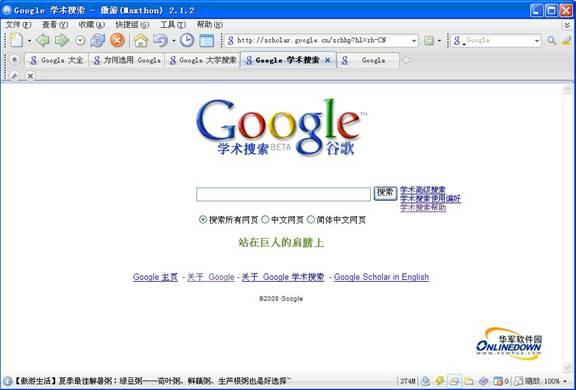 Google 学术搜索 - 傲游(Maxthon) 2.1.2
文件(F) 查看(V) 收藏(A) 快捷组(G) 工具(T) 帮助(H)
http://scholar.google.cn/schhp?hl=zh-CN
Google
Google 大全
为何选用 Google
Google 大学搜索
Google 学术搜索
Google
Google™
学术搜索 BETA 谷歌
搜索
学术高级搜索
学术搜索使用偏好
学术搜索帮助
搜索所有网页 中文网页 简体中文网页
站在巨人的肩膀上
Google 主页 - 关于 Google - 关于 Google 学术搜索 - Google Scholar in English
©2008 Google
华军软件园
ONLINEDOWN
www.newhua.com
【傲游生活】夏季最佳解暑粥：绿豆粥——荷叶粥、鲜藕粥、生芦根粥也是好选择~
374M
0
缩放:100%